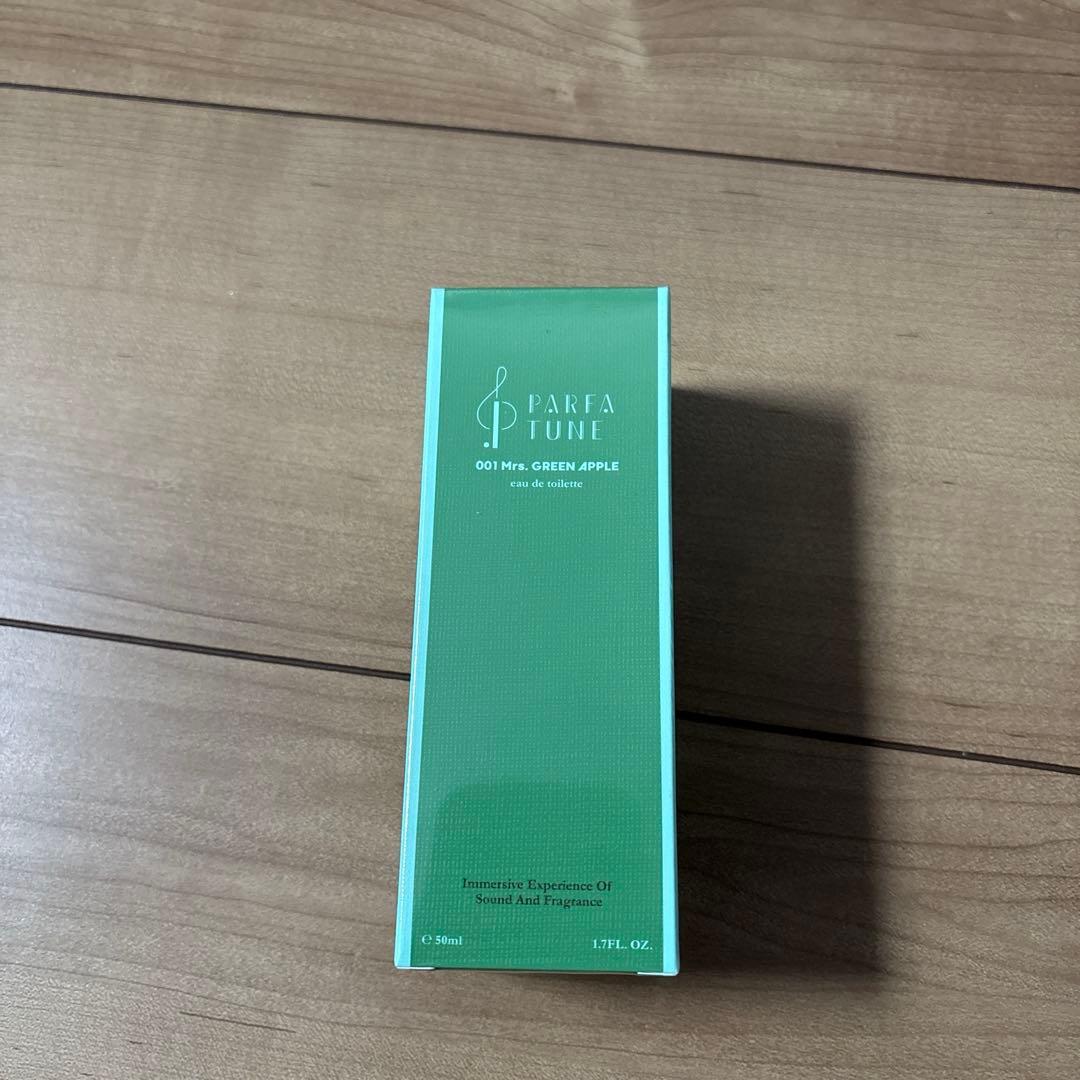 PARFA
TUNE
001 Mrs. GREEN APPLE
eau de toilette
Immersive Experience Of
Sound And Fragrance
℮ 50ml
1.7FL. OZ.